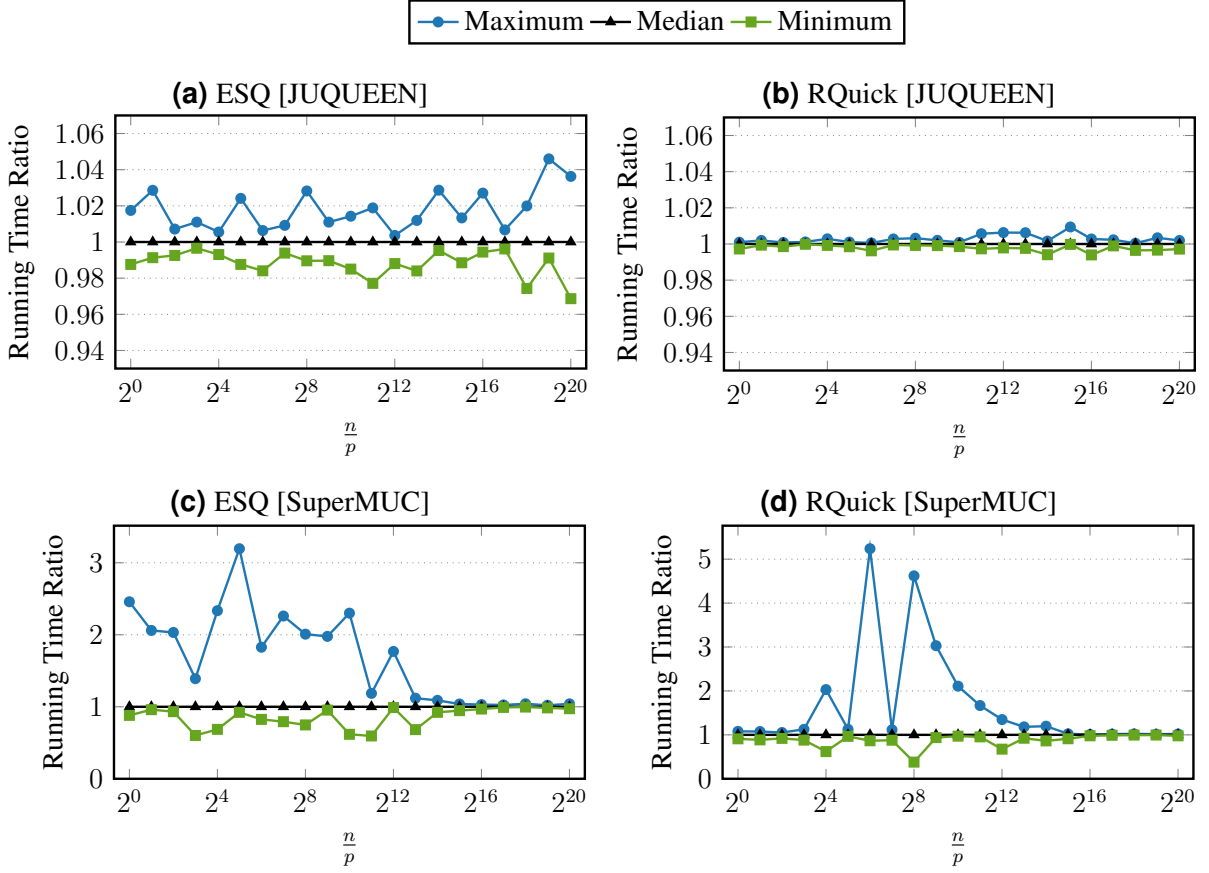 Maximum Median Minimum
(a) ESQ [JUQUEEN]
Running Time Ratio
1.06
1.04
1.02
1
0.98
0.96
0.94
2^0 2^4 2^8 2^12 2^16 2^20
n/p
(b) RQuick [JUQUEEN]
Running Time Ratio
1.06
1.04
1.02
1
0.98
0.96
0.94
2^0 2^4 2^8 2^12 2^16 2^20
n/p
(c) ESQ [SuperMUC]
Running Time Ratio
3
2
1
0
2^0 2^4 2^8 2^12 2^16 2^20
n/p
(d) RQuick [SuperMUC]
Running Time Ratio
5
4
3
2
1
0
2^0 2^4 2^8 2^12 2^16 2^20
n/p